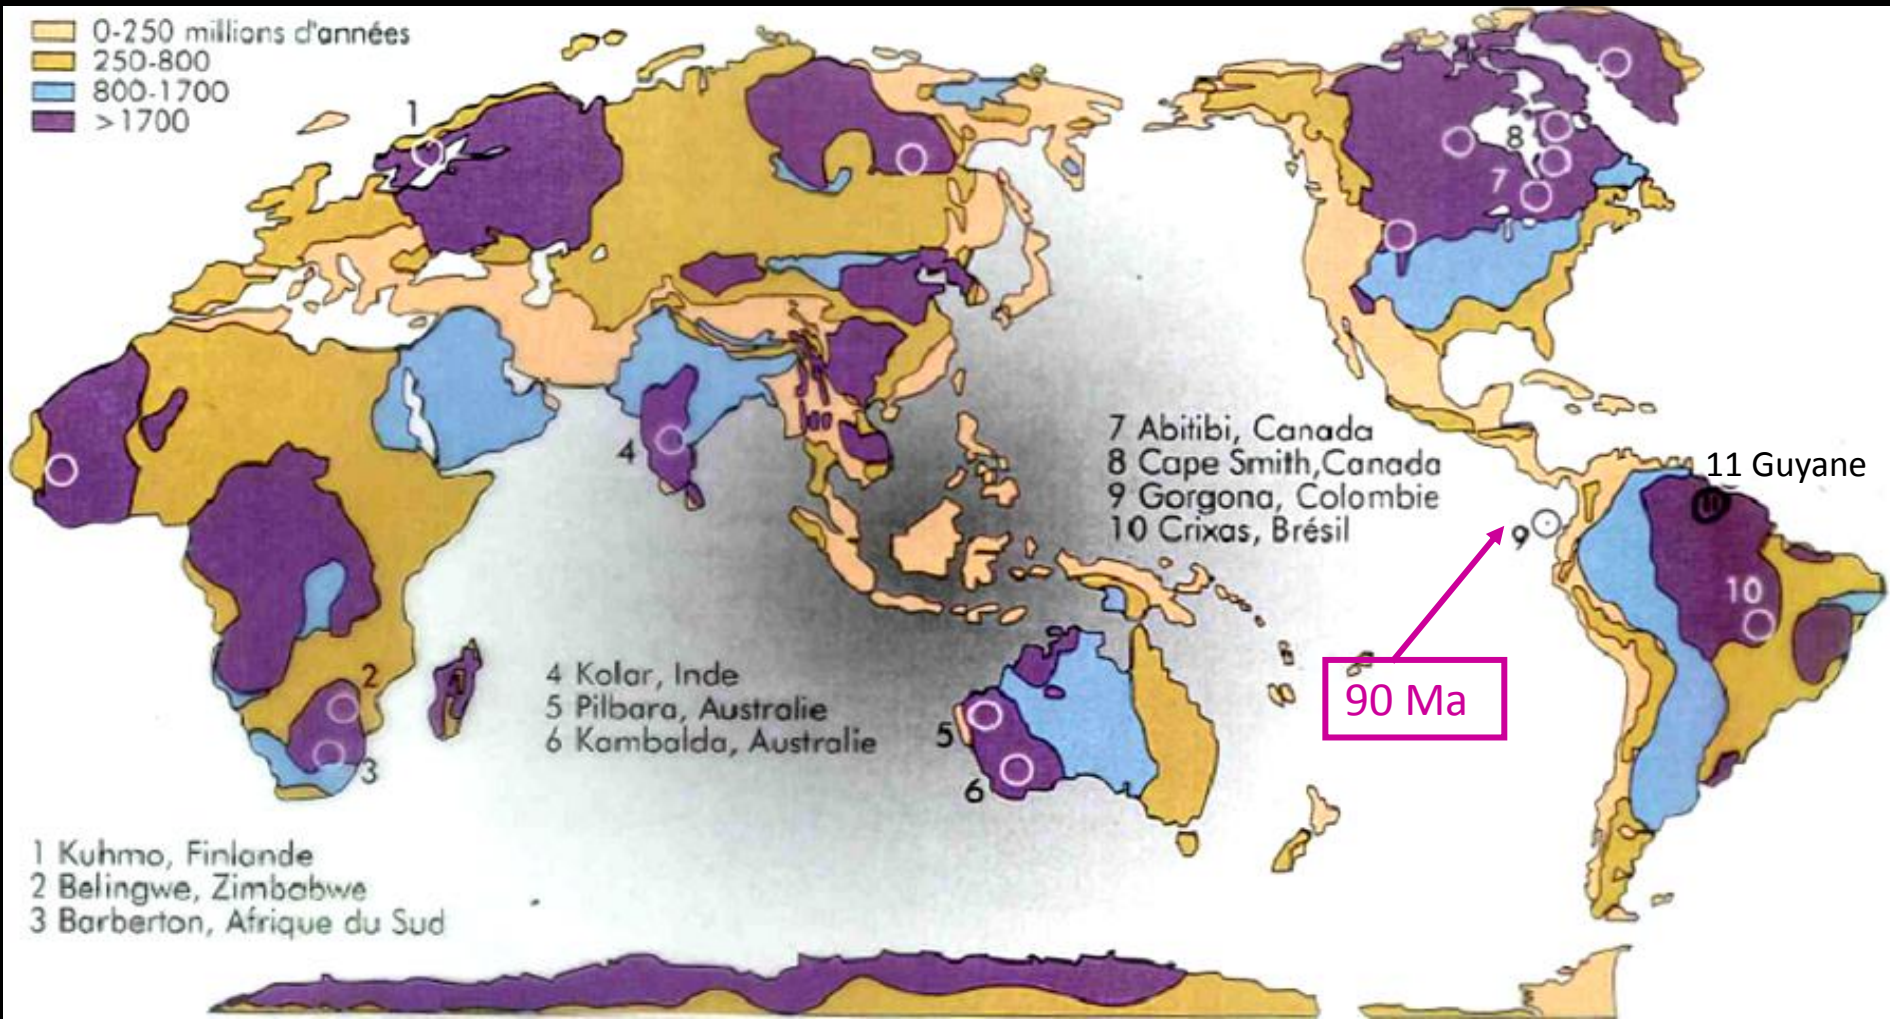 0-250 millions d'années
250-800
800-1700
>1700
1
8
7
4
7 Abitibi, Canada
8 Cape Smith, Canada
9 Gorgona, Colombie
10 Crixas, Brésil
11 Guyane
9
10
2
3
4 Kolar, Inde
5 Pilbara, Australie
6 Kambalda, Australie
5
6
90 Ma
1 Kuhmo, Finlande
2 Belingwe, Zimbabwe
3 Barberton, Afrique du Sud